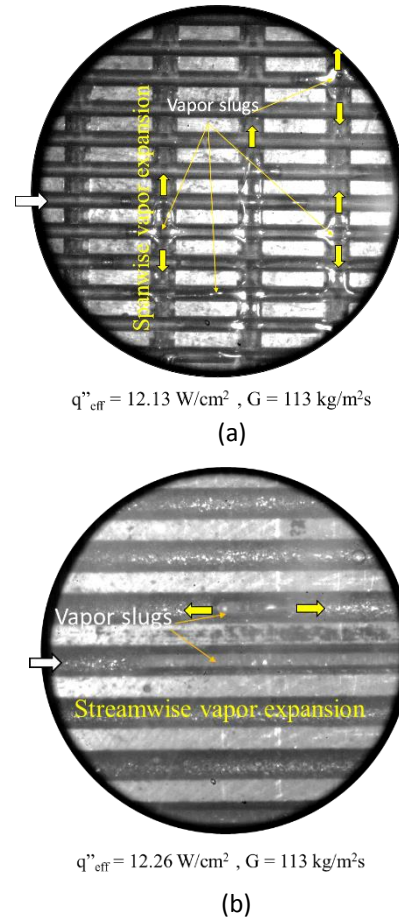 Vapor slugs
Spanwise vapor expansion
q”eff = 12.13 W/cm² , G = 113 kg/m²s
(a)
Vapor slugs
Streamwise vapor expansion
q”eff = 12.26 W/cm² , G = 113 kg/m²s
(b)